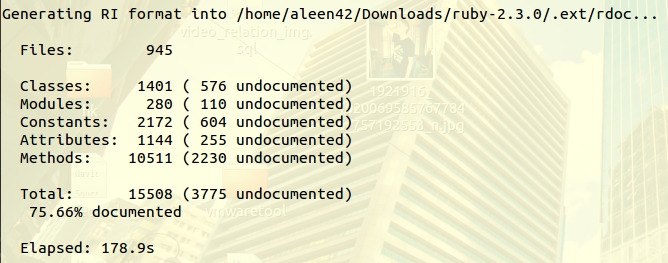 Generating RI format into /home/aleen42/Downloads/ruby-2.3.0/.ext/rdoc...
Files: 945
Classes: 1401 ( 576 undocumented)
Modules: 280 ( 110 undocumented)
Constants: 2172 ( 604 undocumented)
Attributes: 1144 ( 255 undocumented)
Methods: 10511 (2230 undocumented)
Total: 15508 (3775 undocumented)
75.66% documented
Elapsed: 178.9s
video_relation_img.
sql
1921916_
20069585767784
757192553_n.jpg
vmwaretool